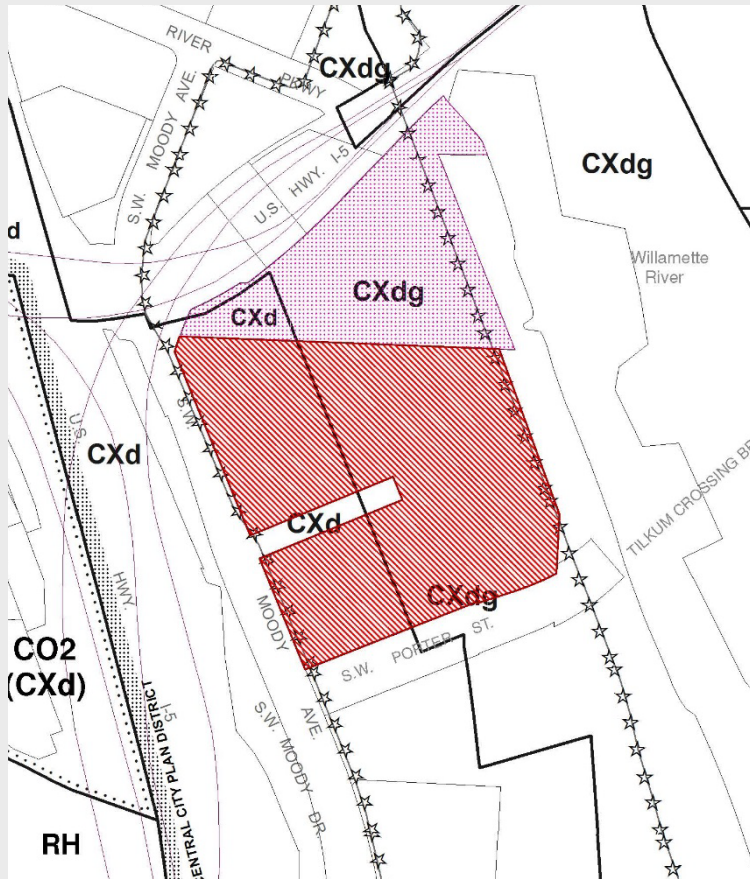 RIVER
PKWY
CXdg
S.W. MOODY AVE.
U.S. HWY. I-5
CXdg
Willamette
River
d
CXdg
CXd
S.W.
U.S.
CXd
CXd
TILKUM CROSSING BR
HWY.
CXdg
MOODY
S.W. PORTER ST.
CO2
(CXd)
I-5
AVE.
S.W. MOODY DR.
CENTRAL CITY PLAN DISTRICT
RH